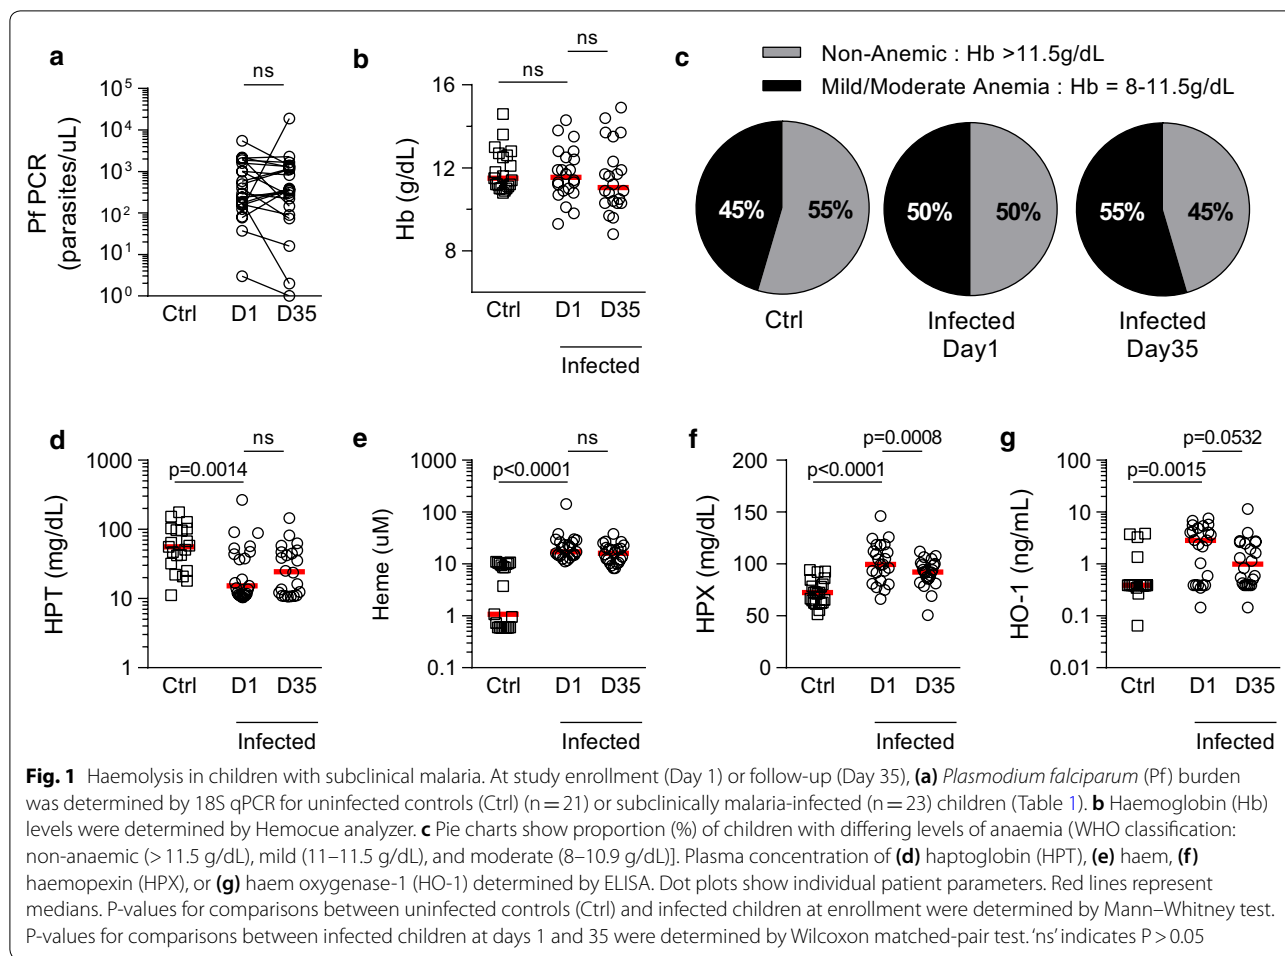 a
ns
Pf PCR
(parasites/uL)
10⁵
10⁴
10³
10²
10¹
10⁰
Ctrl
D1
D35
b
ns
ns
Hb (g/dL)
16
12
8
Ctrl
D1
D35
Infected
c
Non-Anemic : Hb >11.5g/dL
Mild/Moderate Anemia : Hb = 8-11.5g/dL
45%
55%
50%
50%
55%
45%
Ctrl
Infected
Day1
Infected
Day35
d
ns
p=0.0014
HPT (mg/dL)
1000
100
10
1
Ctrl
D1
D35
Infected
e
ns
p<0.0001
Heme (uM)
1000
100
10
1
0.1
Ctrl
D1
D35
Infected
f
p=0.0008
p<0.0001
HPX (mg/dL)
200
150
100
50
0
Ctrl
D1
D35
Infected
g
p=0.0532
p=0.0015
HO-1 (ng/mL)
100
10
1
0.1
0.01
Ctrl
D1
D35
Infected
Fig. 1 Haemolysis in children with subclinical malaria. At study enrollment (Day 1) or follow-up (Day 35), (a) Plasmodium falciparum (Pf) burden
was determined by 18S qPCR for uninfected controls (Ctrl) (n = 21) or subclinically malaria-infected (n = 23) children (Table 1). b Haemoglobin (Hb)
levels were determined by Hemocue analyzer. c Pie charts show proportion (%) of children with differing levels of anaemia (WHO classification:
non-anaemic (> 11.5 g/dL), mild (11–11.5 g/dL), and moderate (8–10.9 g/dL)]. Plasma concentration of (d) haptoglobin (HPT), (e) haem, (f)
haemopexin (HPX), or (g) haem oxygenase-1 (HO-1) determined by ELISA. Dot plots show individual patient parameters. Red lines represent
medians. P-values for comparisons between uninfected controls (Ctrl) and infected children at enrollment were determined by Mann–Whitney test.
P-values for comparisons between infected children at days 1 and 35 were determined by Wilcoxon matched-pair test. 'ns' indicates P > 0.05